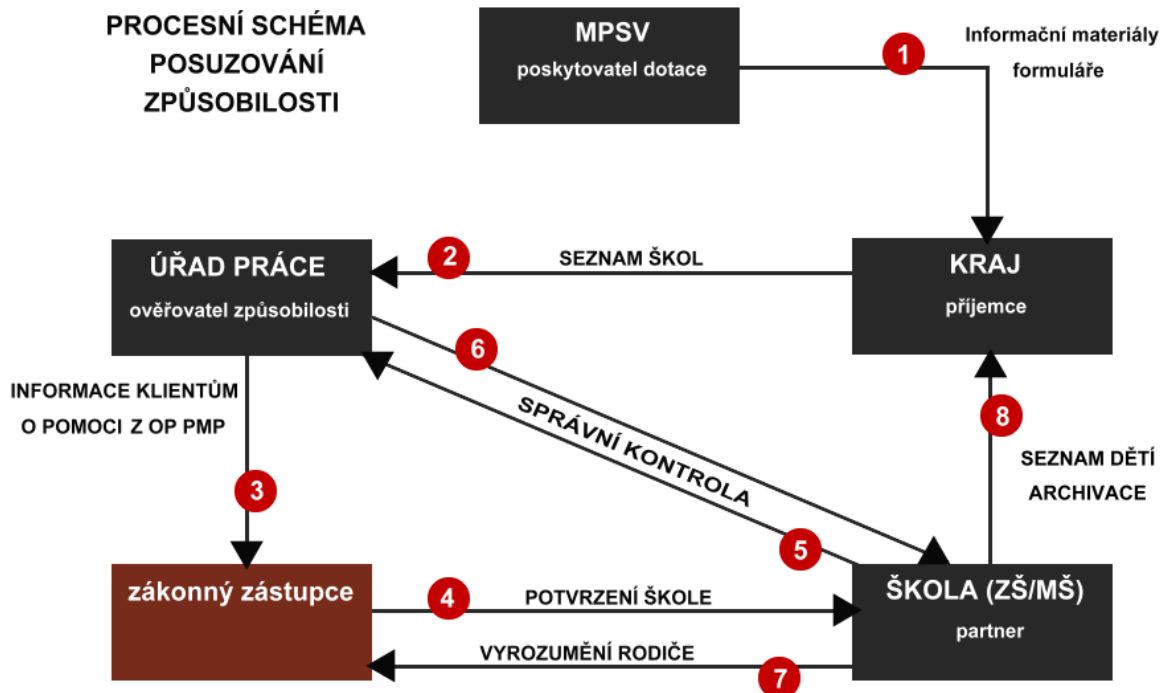 PROCESNÍ SCHÉMA
POSUZOVÁNÍ
ZPŮSOBILOSTI
MPSV
poskytovatel dotace
1
Informační materiály
formuláře
ÚŘAD PRÁCE
ověřovatel způsobilosti
2
SEZNAM ŠKOL
KRAJ
příjemce
6
INFORMACE KLIENTŮM
O POMOCI Z OP PMP
SPRÁVNÍ KONTROLA
8
SEZNAM DĚTÍ
ARCHIVACE
3
5
zákonný zástupce
4
POTVRZENÍ ŠKOLE
ŠKOLA (ZŠ/MŠ)
partner
VYROZUMĚNÍ RODIČE
7